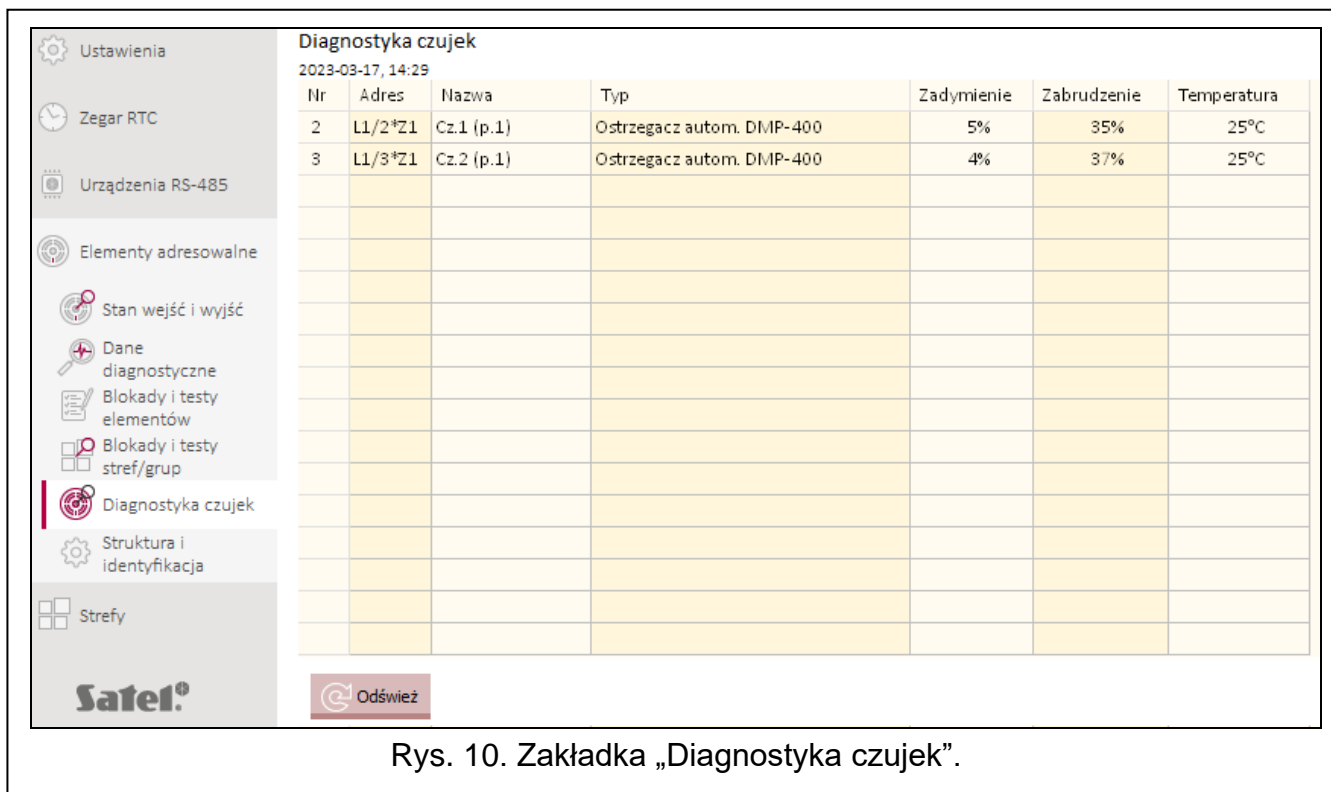 Ustawienia
Zegar RTC
Urządzenia RS-485
Elementy adresowalne
Stan wejść i wyjść
Dane
diagnostyczne
Blokady i testy
elementów
Blokady i testy
stref/grup
Diagnostyka czujek
Struktura i
identyfikacja
Strefy
Satel®
Diagnostyka czujek
2023-03-17, 14:29
Nr Adres Nazwa Typ Zadymienie Zabrudzenie Temperatura
2 L1/2*Z1 Cz.1 (p.1) Ostrzegacz autom. DMP-400 5% 35% 25°C
3 L1/3*Z1 Cz.2 (p.1) Ostrzegacz autom. DMP-400 4% 37% 25°C
Odśwież
Rys. 10. Zakładka „Diagnostyka czujek”.